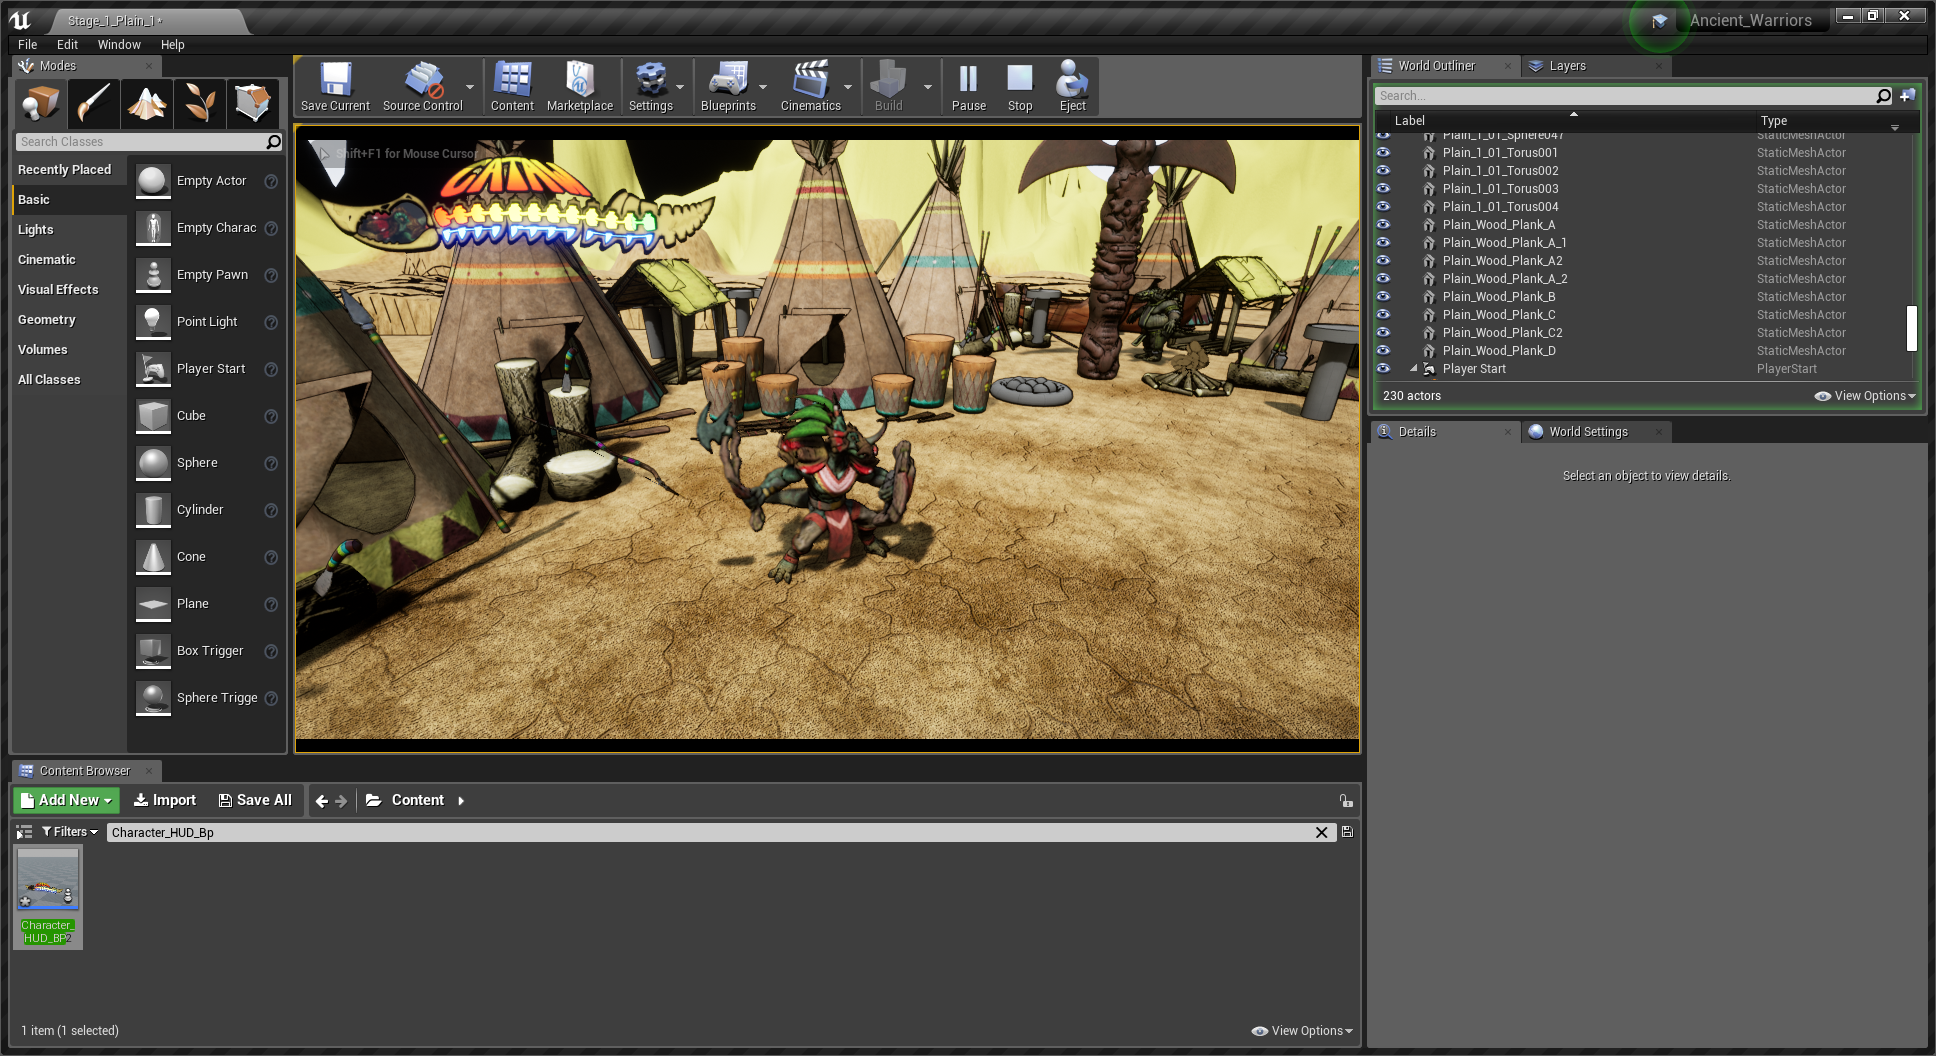 Stage_1_Plain_1*
Ancient_Warriors
File Edit Window Help
Modes
Search Classes
Recently Placed
Basic
Lights
Cinematic
Visual Effects
Geometry
Volumes
All Classes
Empty Actor
Empty Charac
Empty Pawn
Point Light
Player Start
Cube
Sphere
Cylinder
Cone
Plane
Box Trigger
Sphere Trigge
Save Current Source Control Content Marketplace Settings Blueprints Cinematics Build Pause Stop Eject
Shift+F1 for Mouse Cursor
World Outliner Layers
Search...
Label Type
Plain_1_01_Sphere047 StaticMeshActor
Plain_1_01_Torus001 StaticMeshActor
Plain_1_01_Torus002 StaticMeshActor
Plain_1_01_Torus003 StaticMeshActor
Plain_1_01_Torus004 StaticMeshActor
Plain_Wood_Plank_A StaticMeshActor
Plain_Wood_Plank_A_1 StaticMeshActor
Plain_Wood_Plank_A2 StaticMeshActor
Plain_Wood_Plank_A_2 StaticMeshActor
Plain_Wood_Plank_B StaticMeshActor
Plain_Wood_Plank_C StaticMeshActor
Plain_Wood_Plank_C2 StaticMeshActor
Plain_Wood_Plank_D StaticMeshActor
Player Start PlayerStart
230 actors View Options
Details World Settings
Select an object to view details.
Content Browser
Add New Import Save All Content
Filters Character_HUD_Bp
Character_
HUD_BP2
1 item (1 selected) View Options